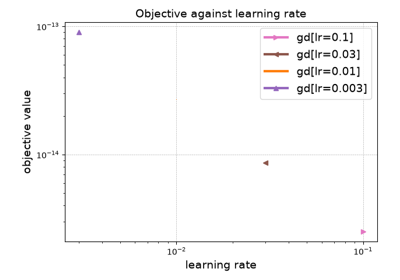 Objective against learning rate
objective value
10⁻¹³
10⁻¹⁴
gd[lr=0.1]
gd[lr=0.03]
gd[lr=0.01]
gd[lr=0.003]
10⁻²
10⁻¹
learning rate